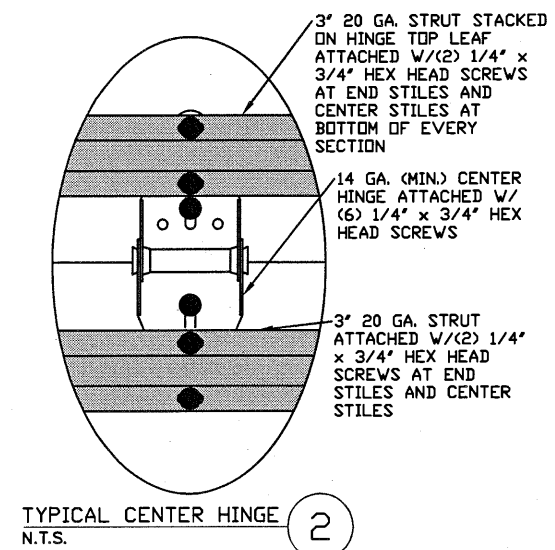 3" 20 GA. STRUT STACKED
ON HINGE TOP LEAF
ATTACHED W/(2) 1/4" x
3/4" HEX HEAD SCREWS
AT END STILES AND
CENTER STILES AT
BOTTOM OF EVERY
SECTION
14 GA. (MIN.) CENTER
HINGE ATTACHED W/
(6) 1/4" x 3/4" HEX
HEAD SCREWS
3" 20 GA. STRUT
ATTACHED W/(2) 1/4"
x 3/4" HEX HEAD
SCREWS AT END
STILES AND CENTER
STILES
TYPICAL CENTER HINGE 2
N.T.S.